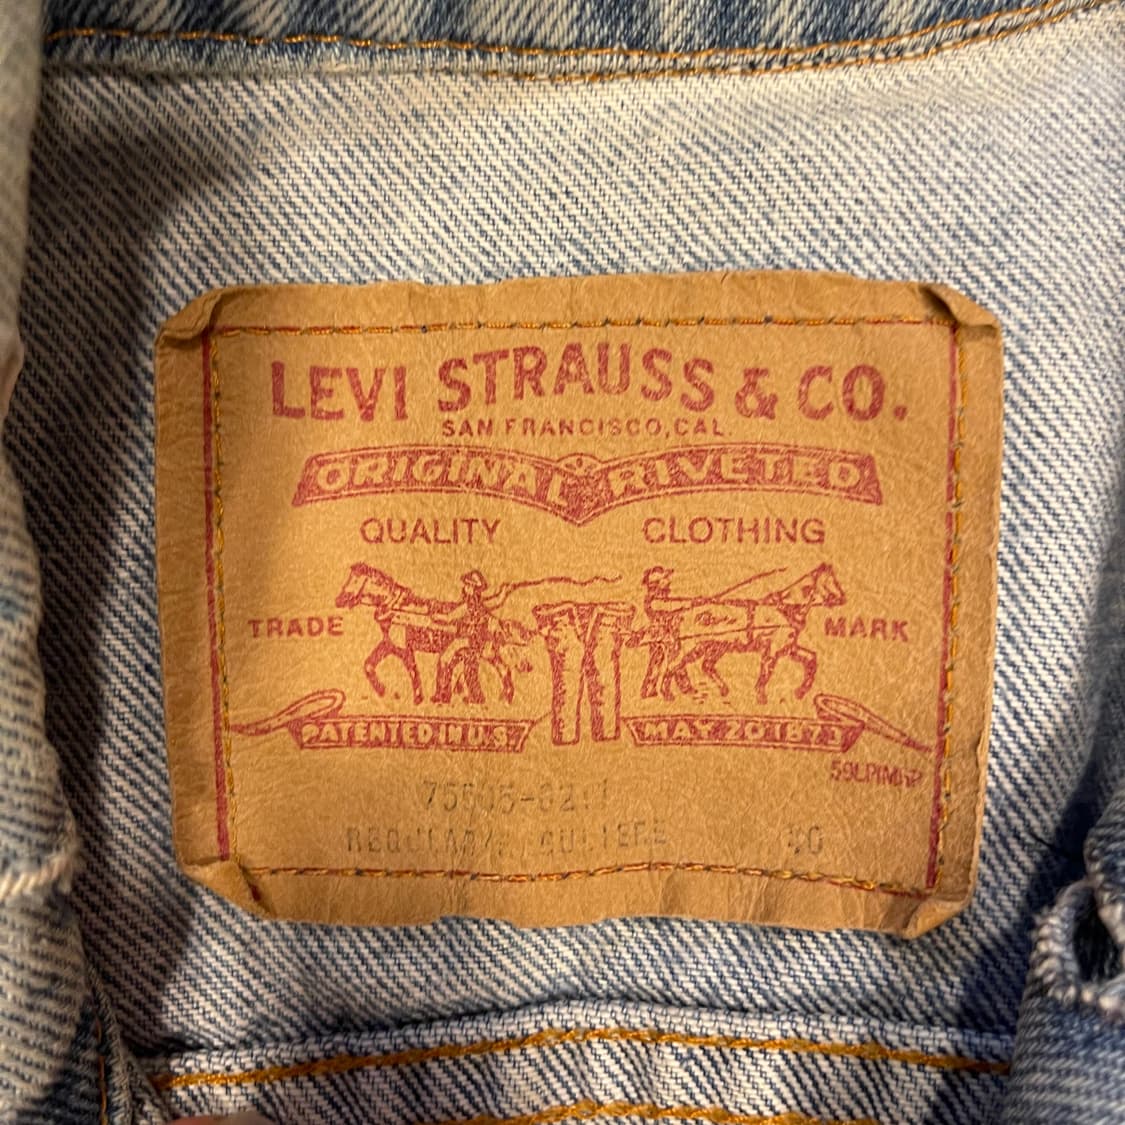 LEVI STRAUSS & CO.
SAN FRANCISCO, CAL.
ORIGINAL RIVETED
QUALITY CLOTHING
TRADE MARK
PATENTED IN U.S. MAY 20 1873